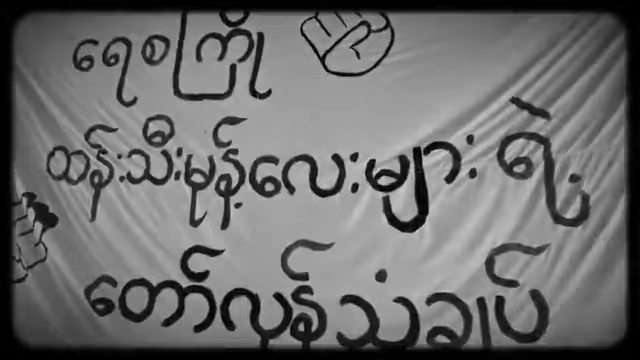 ရေစကြို
ထန်းသီးမုန့်လေးများ ရဲ့
တော်လှန်သံချပ်